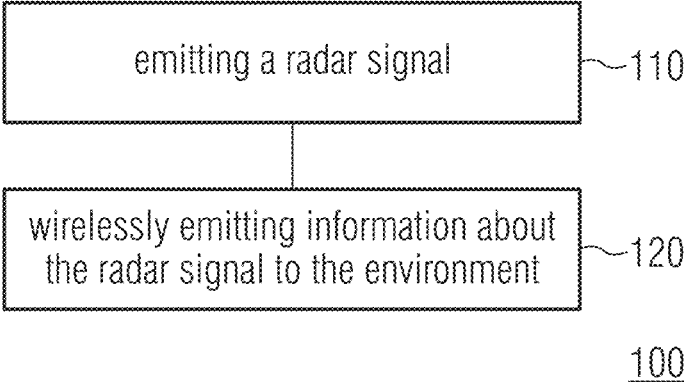 emitting a radar signal
110
wirelessly emitting information about
the radar signal to the environment
120
100